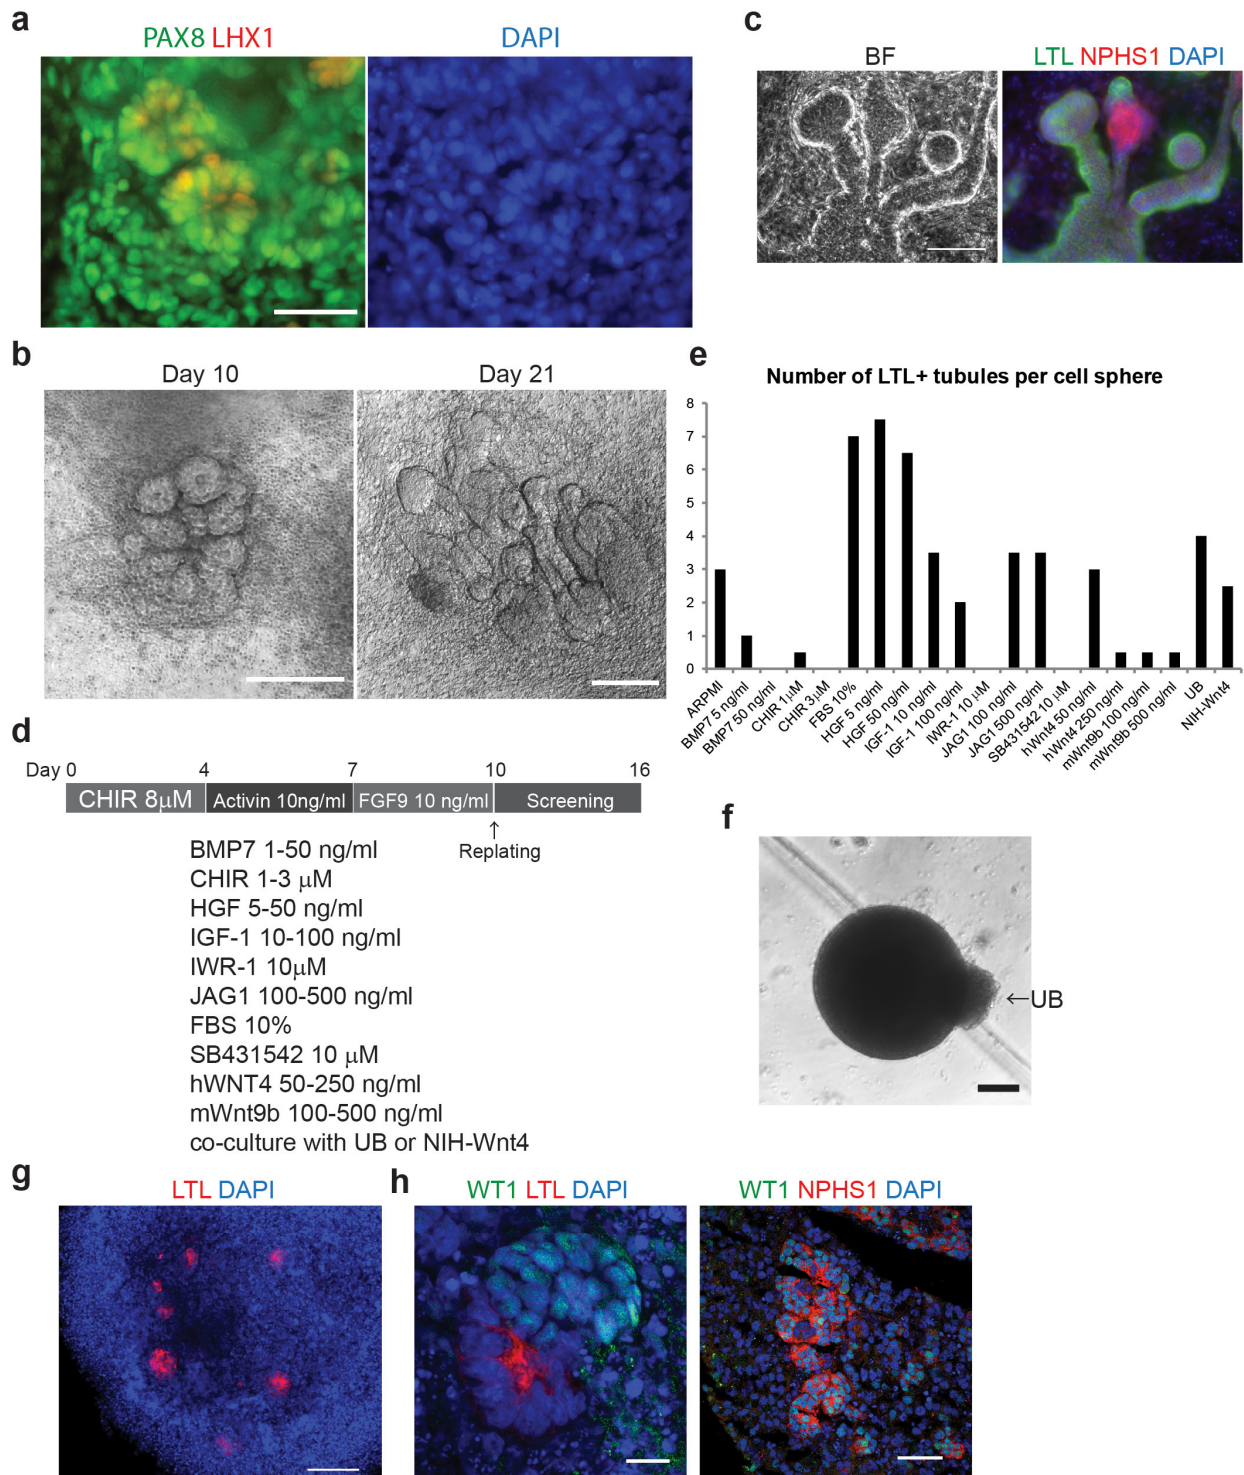 a
PAX8 LHX1
DAPI
c
BF
LTL NPHS1 DAPI
b
Day 10
Day 21
e
Number of LTL+ tubules per cell sphere
8
7
6
5
4
3
2
1
0
ARPMI
BMP7 5 ng/ml
BMP7 50 ng/ml
CHIR 1µM
CHIR 3µM
FBS 10%
HGF 5 ng/ml
HGF 50 ng/ml
IGF-1 10 ng/ml
IGF-1 100 ng/ml
IWR-1 10 µM
JAG1 100 ng/ml
JAG1 500 ng/ml
SB431542 10 µM
hWnt4 50 ng/ml
hWnt4 250 ng/ml
mWnt9b 100 ng/ml
mWnt9b 500 ng/ml
UB
NIH-Wnt4
d
Day 0 4 7 10 16
CHIR 8µM Activin 10ng/ml FGF9 10 ng/ml Screening
↑
Replating
BMP7 1-50 ng/ml
CHIR 1-3 µM
HGF 5-50 ng/ml
IGF-1 10-100 ng/ml
IWR-1 10µM
JAG1 100-500 ng/ml
FBS 10%
SB431542 10 µM
hWNT4 50-250 ng/ml
mWnt9b 100-500 ng/ml
co-culture with UB or NIH-Wnt4
f
←UB
g
LTL DAPI
h
WT1 LTL DAPI
WT1 NPHS1 DAPI